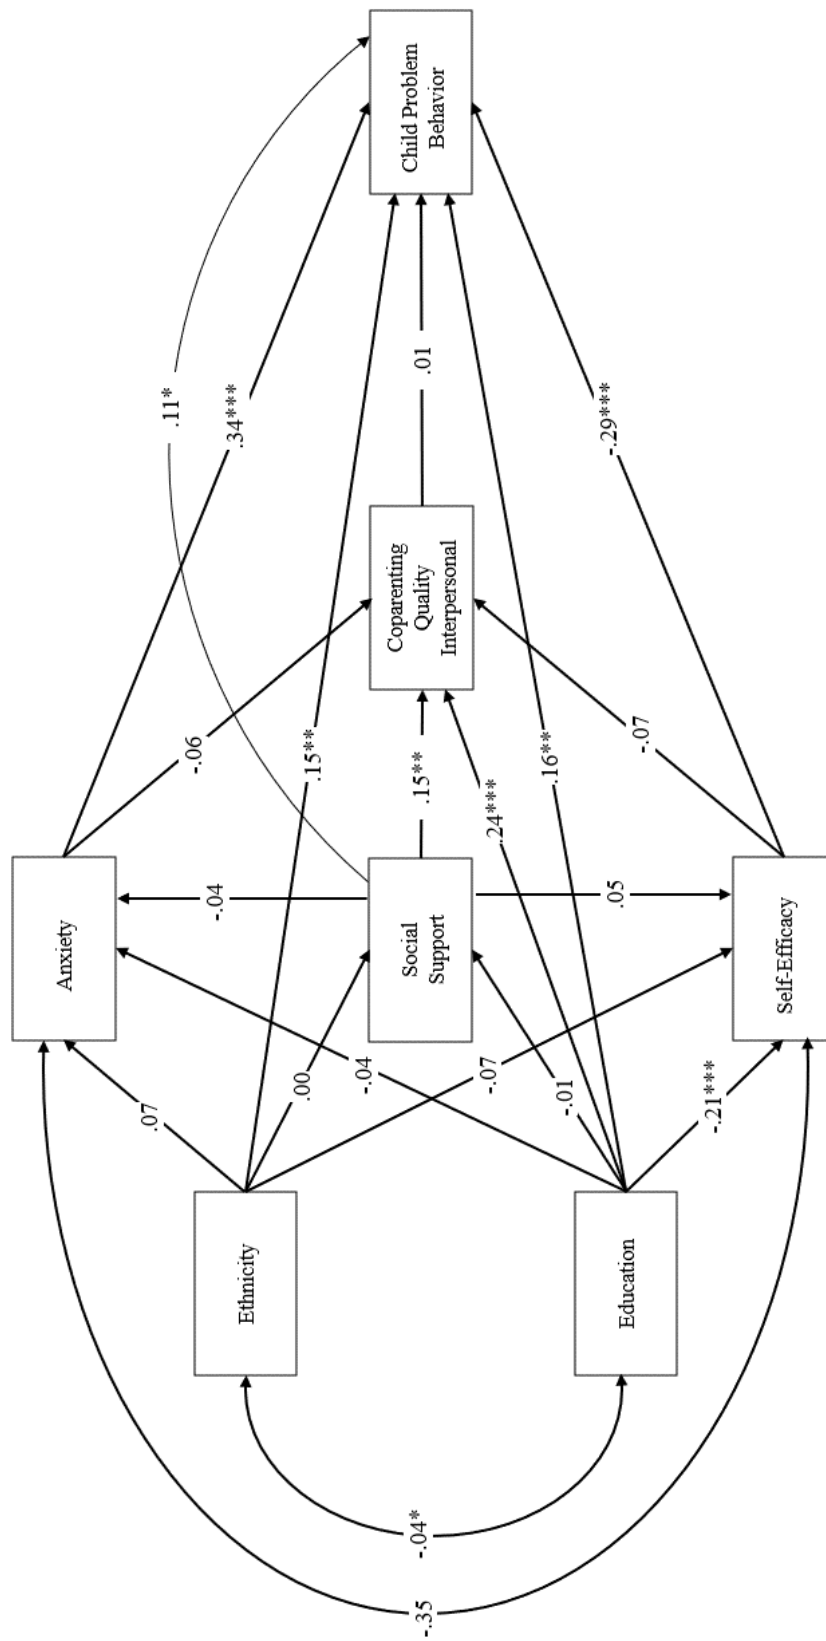 Anxiety
Ethnicity
Education
Social
Support
Self-Efficacy
Coparenting
Quality
Interpersonal
Child Problem
Behavior
-.35
-.04*
.07
.00
-.04
-.07
-.01
-.21***
-.04
.05
.15**
.24***
-.06
-.07
.15**
.16**
.11*
.34***
.01
-.29***